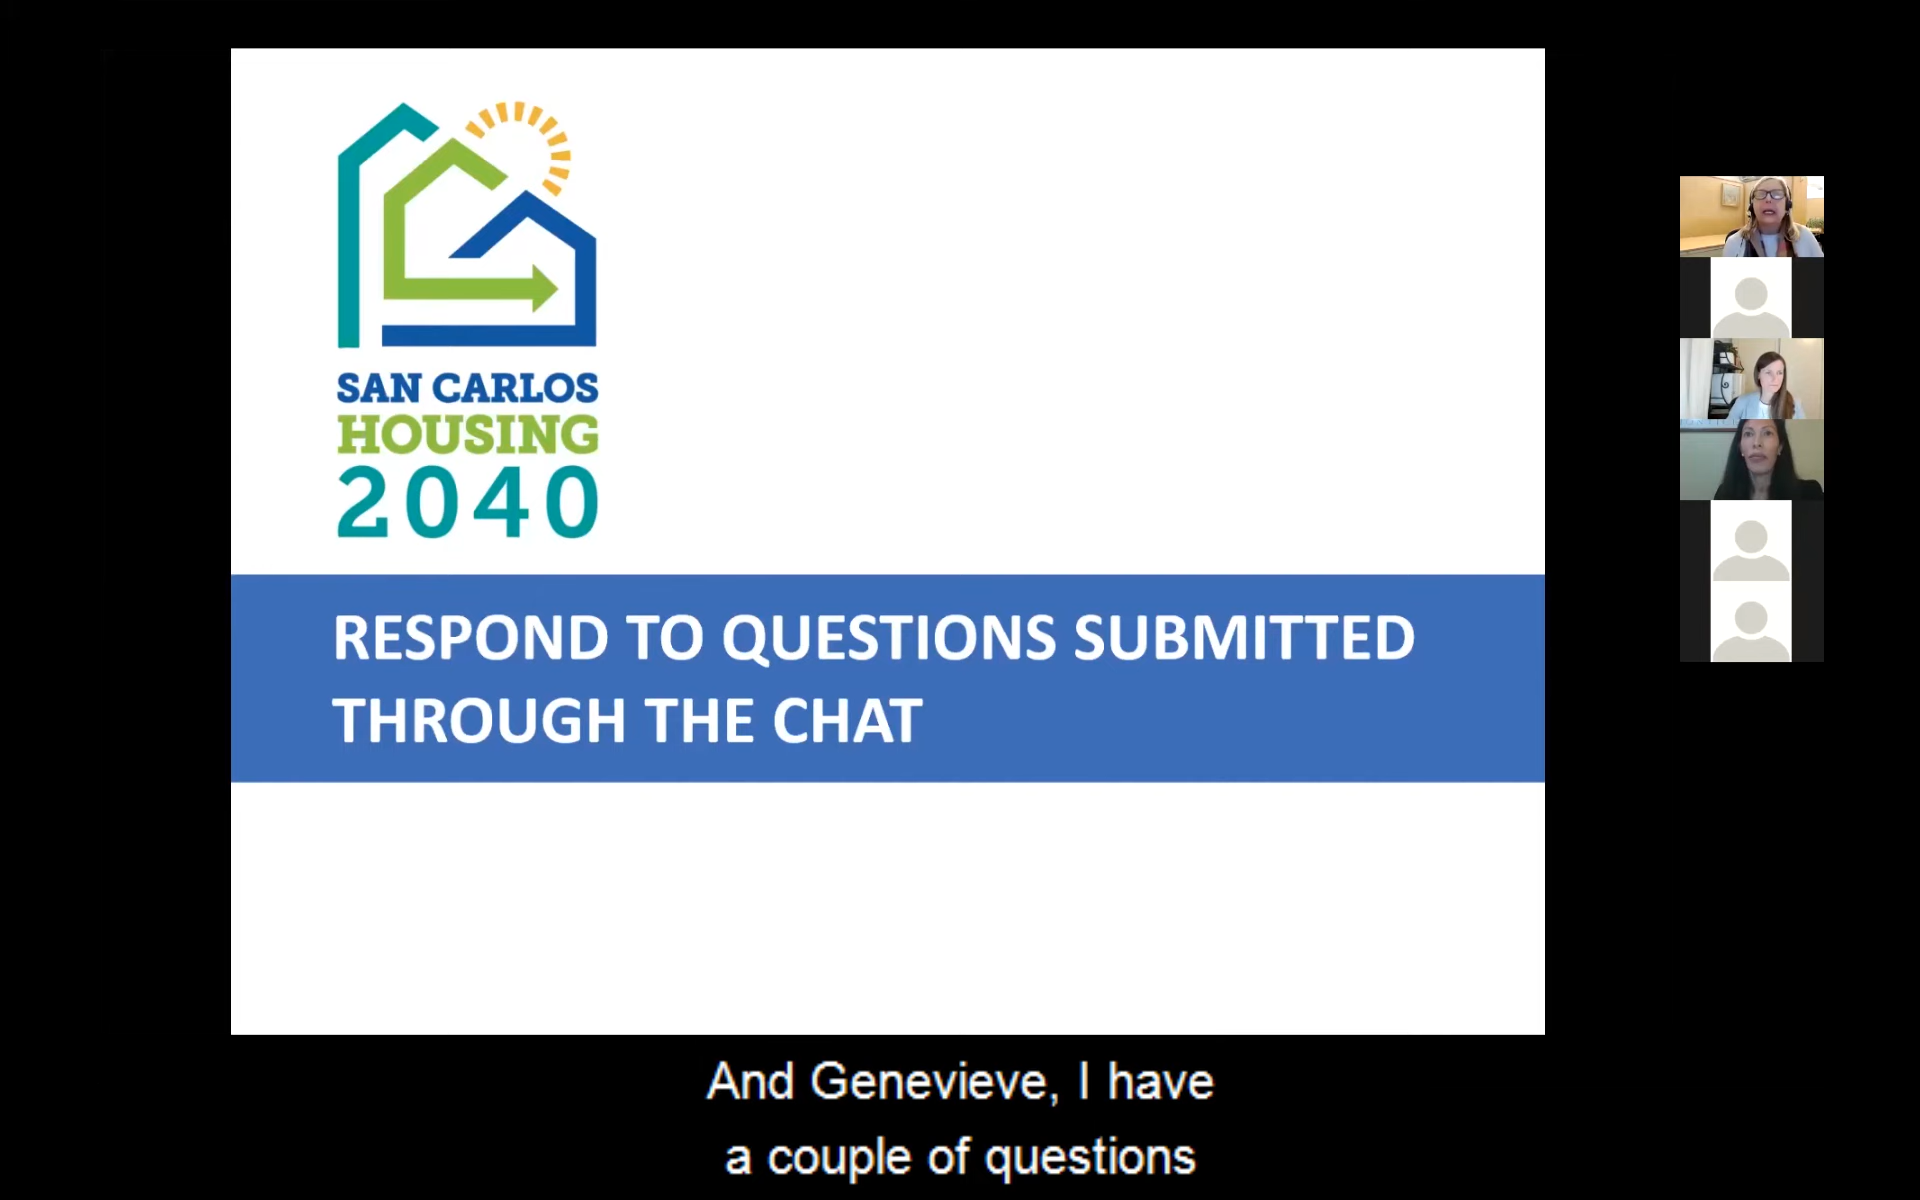 SAN CARLOS
HOUSING
2040
RESPOND TO QUESTIONS SUBMITTED
THROUGH THE CHAT
And Genevieve, I have
a couple of questions